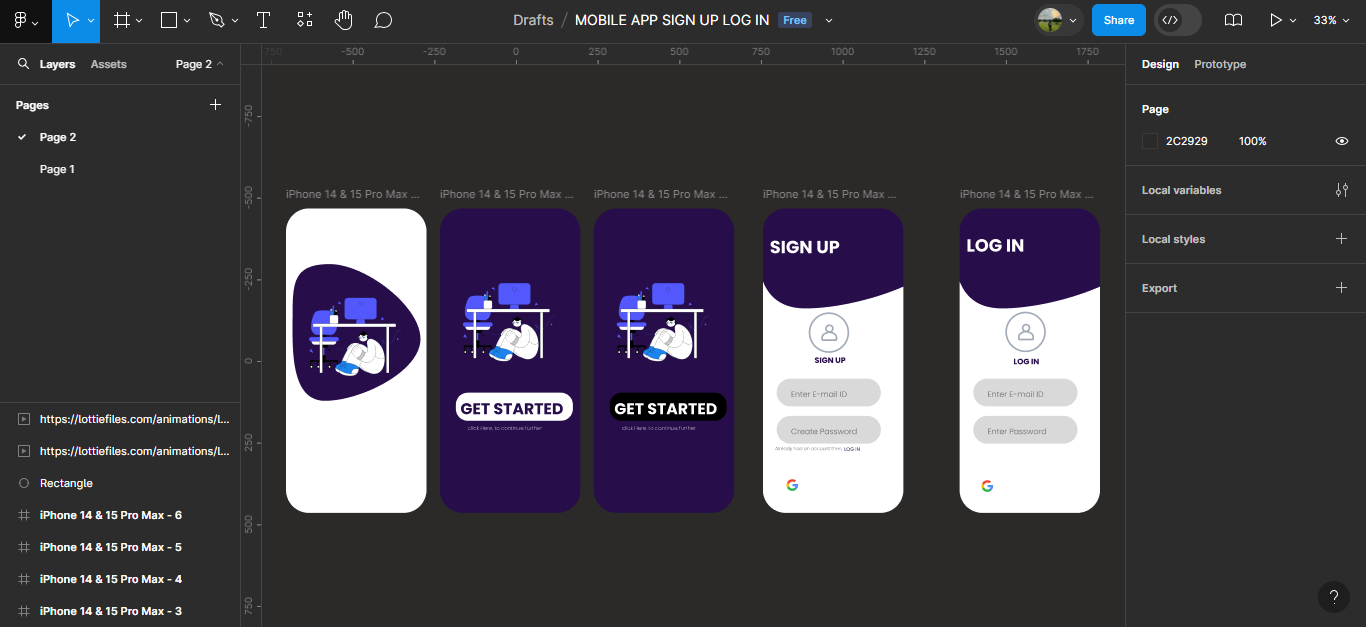 Drafts / MOBILE APP SIGN UP LOG IN Free
Share
33%
Layers Assets Page 2
Pages
Page 2
Page 1
https://lottiefiles.com/animations/l...
https://lottiefiles.com/animations/l...
Rectangle
iPhone 14 & 15 Pro Max - 6
iPhone 14 & 15 Pro Max - 5
iPhone 14 & 15 Pro Max - 4
iPhone 14 & 15 Pro Max - 3
750 -500 -250 0 250 500 750 1000 1250 1500 1750
-750
-500
-250
0
250
500
750
iPhone 14 & 15 Pro Max ...
iPhone 14 & 15 Pro Max ...
GET STARTED
click Here, to continue further
iPhone 14 & 15 Pro Max ...
GET STARTED
click Here, to continue further
iPhone 14 & 15 Pro Max ...
SIGN UP
SIGN UP
Enter E-mail ID
Create Password
Already has an account then, LOG IN
G
iPhone 14 & 15 Pro Max ...
LOG IN
LOG IN
Enter E-mail ID
Enter Password
G
Design Prototype
Page
2C2929 100%
Local variables
Local styles
Export
?